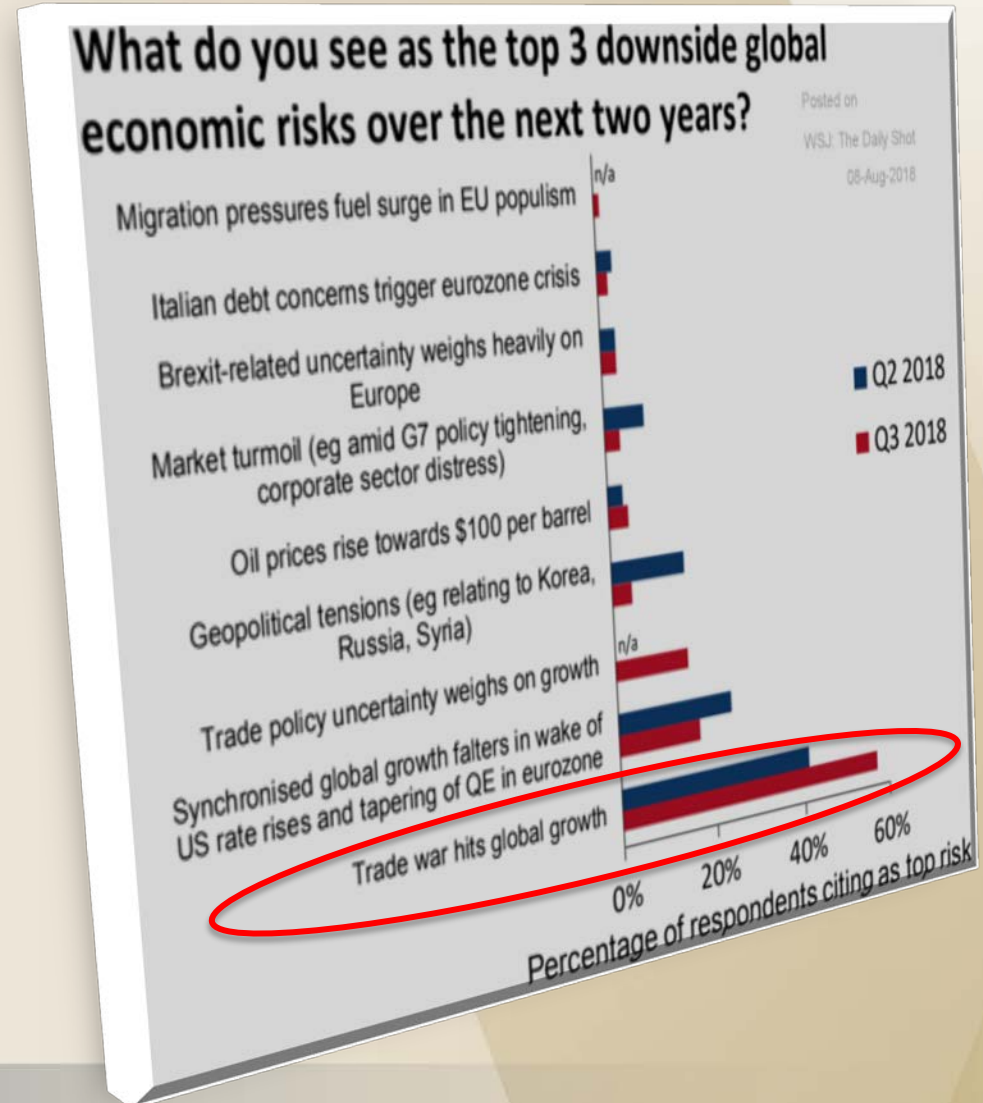 What do you see as the top 3 downside global
economic risks over the next two years?
Posted on
WSJ: The Daily Shot
08-Aug-2018
Migration pressures fuel surge in EU populism
n/a
Italian debt concerns trigger eurozone crisis
Brexit-related uncertainty weighs heavily on
Europe
Market turmoil (eg amid G7 policy tightening,
corporate sector distress)
Oil prices rise towards $100 per barrel
Geopolitical tensions (eg relating to Korea,
Russia, Syria)
Trade policy uncertainty weighs on growth
n/a
Synchronised global growth falters in wake of
US rate rises and tapering of QE in eurozone
Trade war hits global growth
Q2 2018
Q3 2018
0%
20%
40%
60%
Percentage of respondents citing as top risk